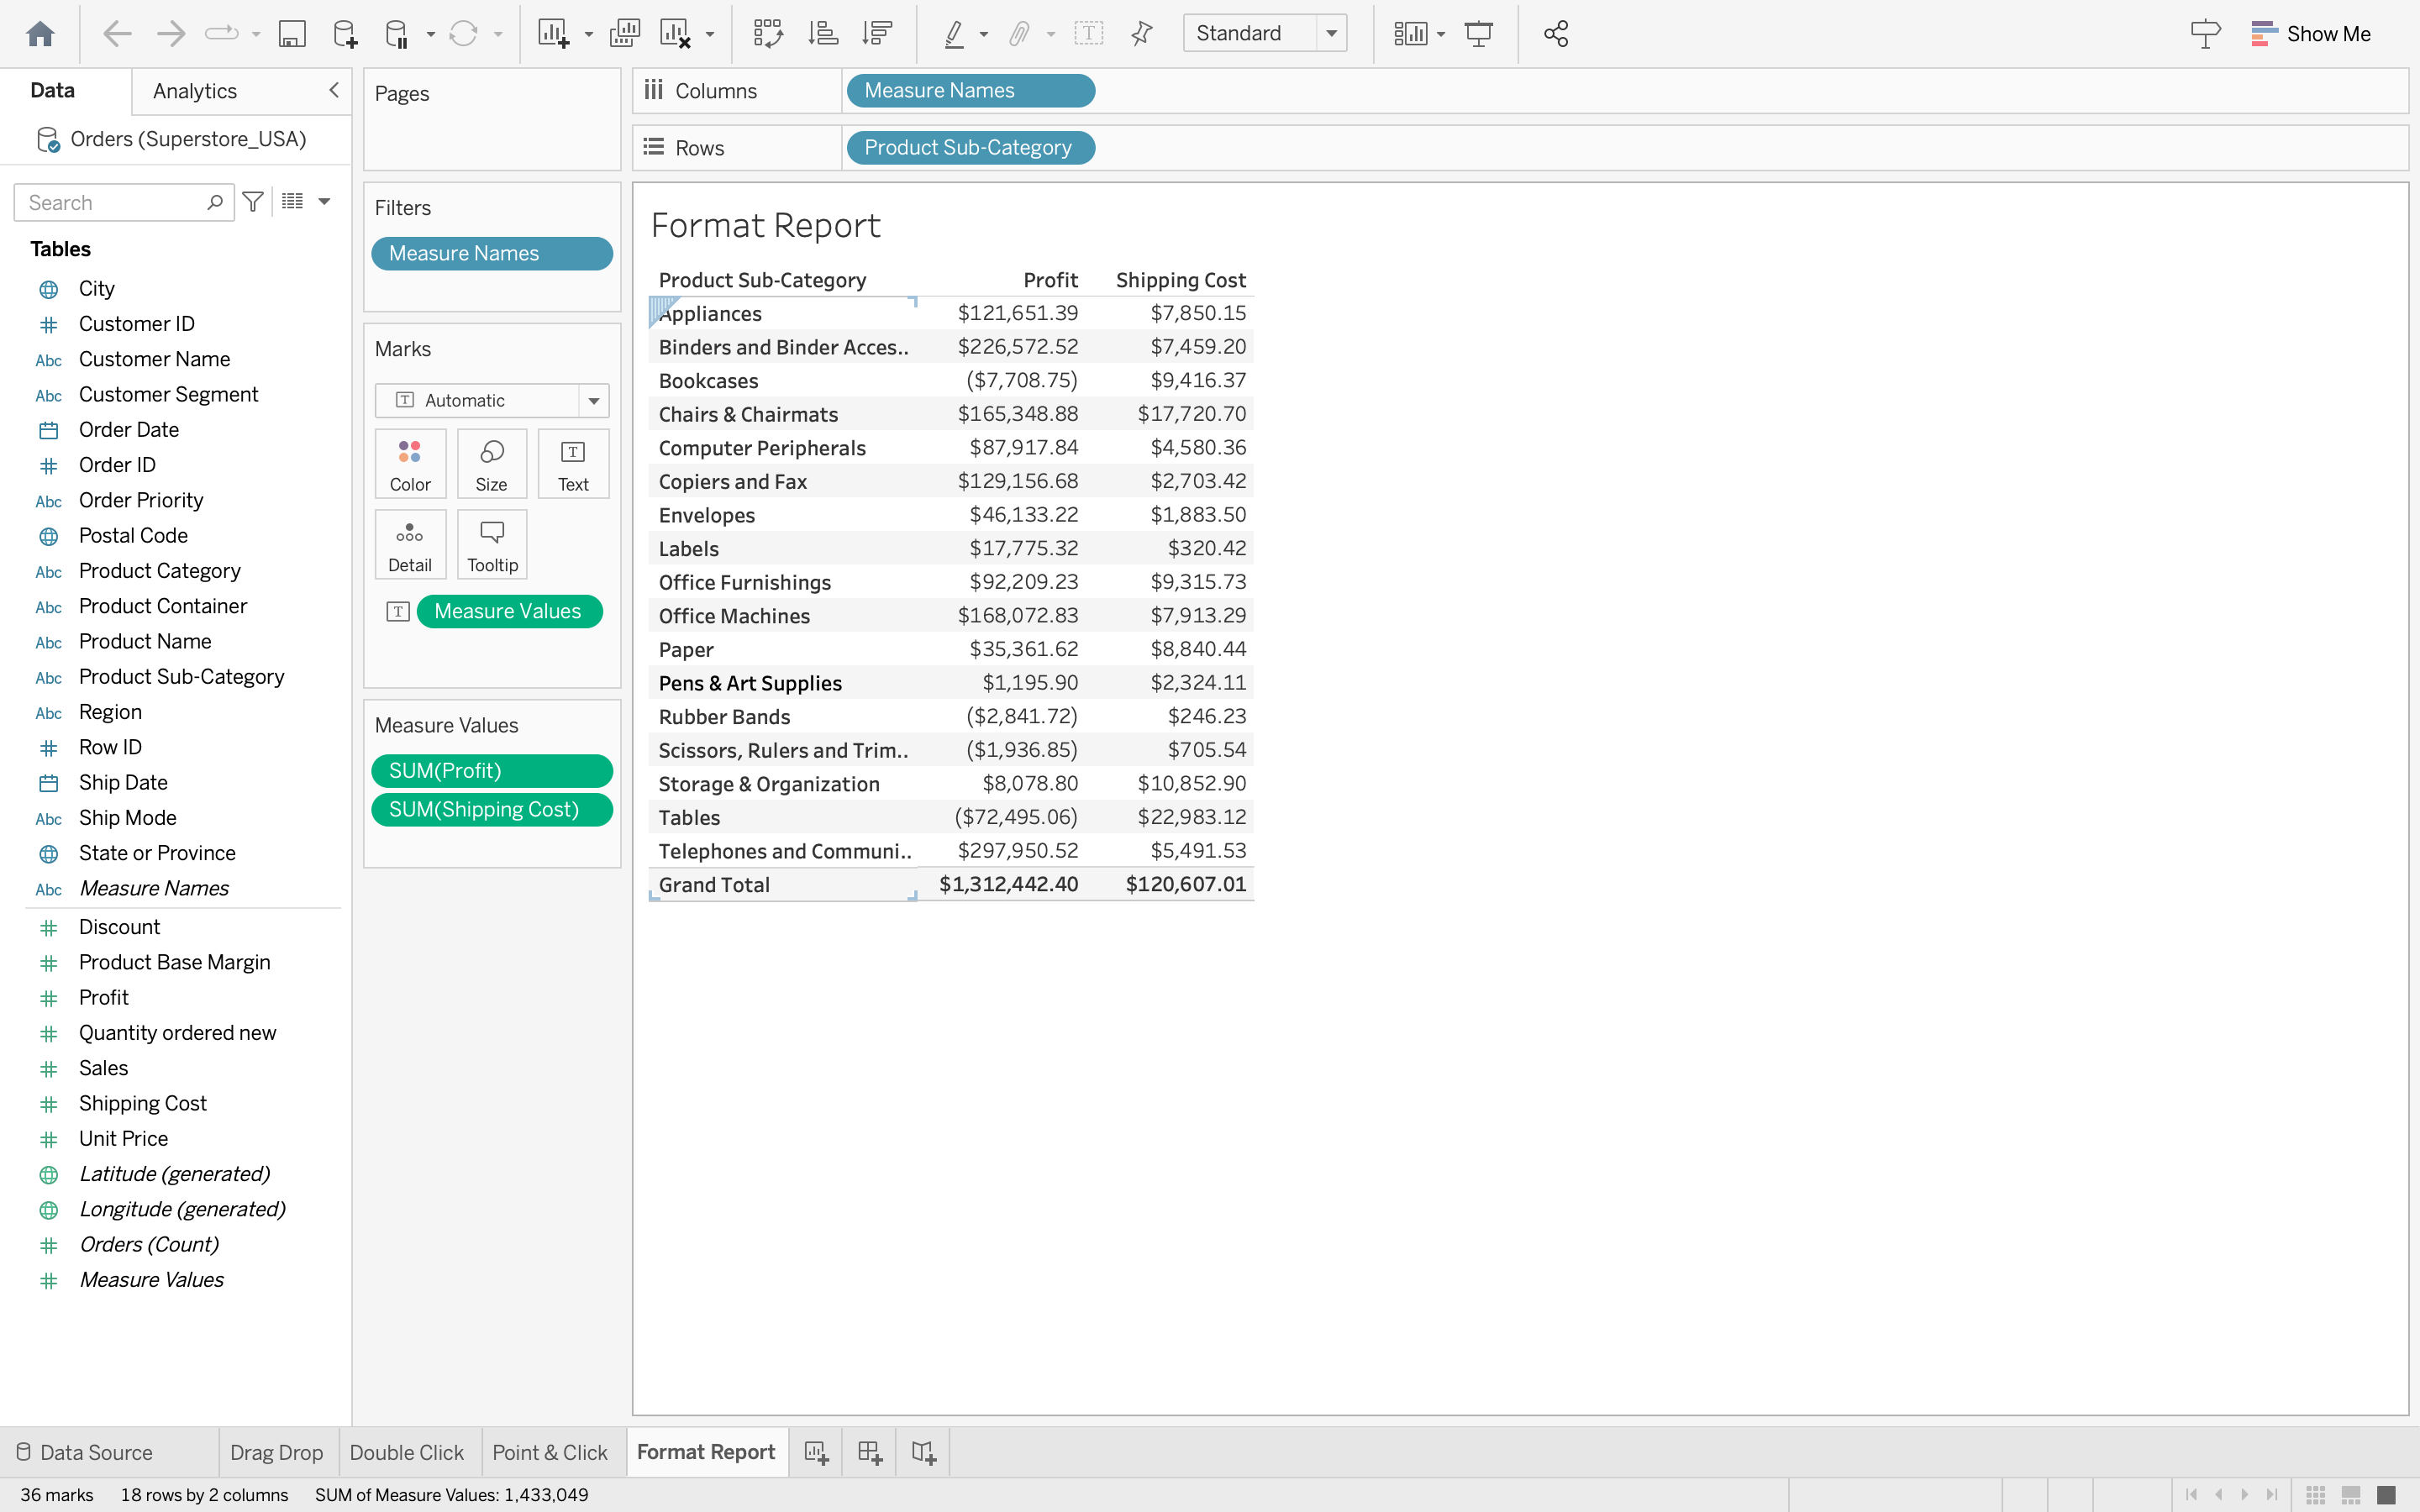 Standard
Show Me
Data
Analytics
Orders (Superstore_USA)
Search
Tables
City
Customer ID
Abc Customer Name
Abc Customer Segment
Order Date
Order ID
Abc Order Priority
Postal Code
Abc Product Category
Abc Product Container
Abc Product Name
Abc Product Sub-Category
Abc Region
Row ID
Ship Date
Abc Ship Mode
State or Province
Abc Measure Names
Discount
Product Base Margin
Profit
Quantity ordered new
Sales
Shipping Cost
Unit Price
Latitude (generated)
Longitude (generated)
Orders (Count)
Measure Values
Pages
Filters
Measure Names
Marks
T Automatic
Color
Size
T Text
Detail
Tooltip
T Measure Values
Measure Values
SUM(Profit)
SUM(Shipping Cost)
Columns Measure Names
Rows Product Sub-Category
Format Report
Product Sub-Category Profit Shipping Cost
Appliances $121,651.39 $7,850.15
Binders and Binder Acces.. $226,572.52 $7,459.20
Bookcases ($7,708.75) $9,416.37
Chairs & Chairmats $165,348.88 $17,720.70
Computer Peripherals $87,917.84 $4,580.36
Copiers and Fax $129,156.68 $2,703.42
Envelopes $46,133.22 $1,883.50
Labels $17,775.32 $320.42
Office Furnishings $92,209.23 $9,315.73
Office Machines $168,072.83 $7,913.29
Paper $35,361.62 $8,840.44
Pens & Art Supplies $1,195.90 $2,324.11
Rubber Bands ($2,841.72) $246.23
Scissors, Rulers and Trim.. ($1,936.85) $705.54
Storage & Organization $8,078.80 $10,852.90
Tables ($72,495.06) $22,983.12
Telephones and Communi.. $297,950.52 $5,491.53
Grand Total $1,312,442.40 $120,607.01
Data Source Drag Drop Double Click Point & Click Format Report
36 marks 18 rows by 2 columns SUM of Measure Values: 1,433,049